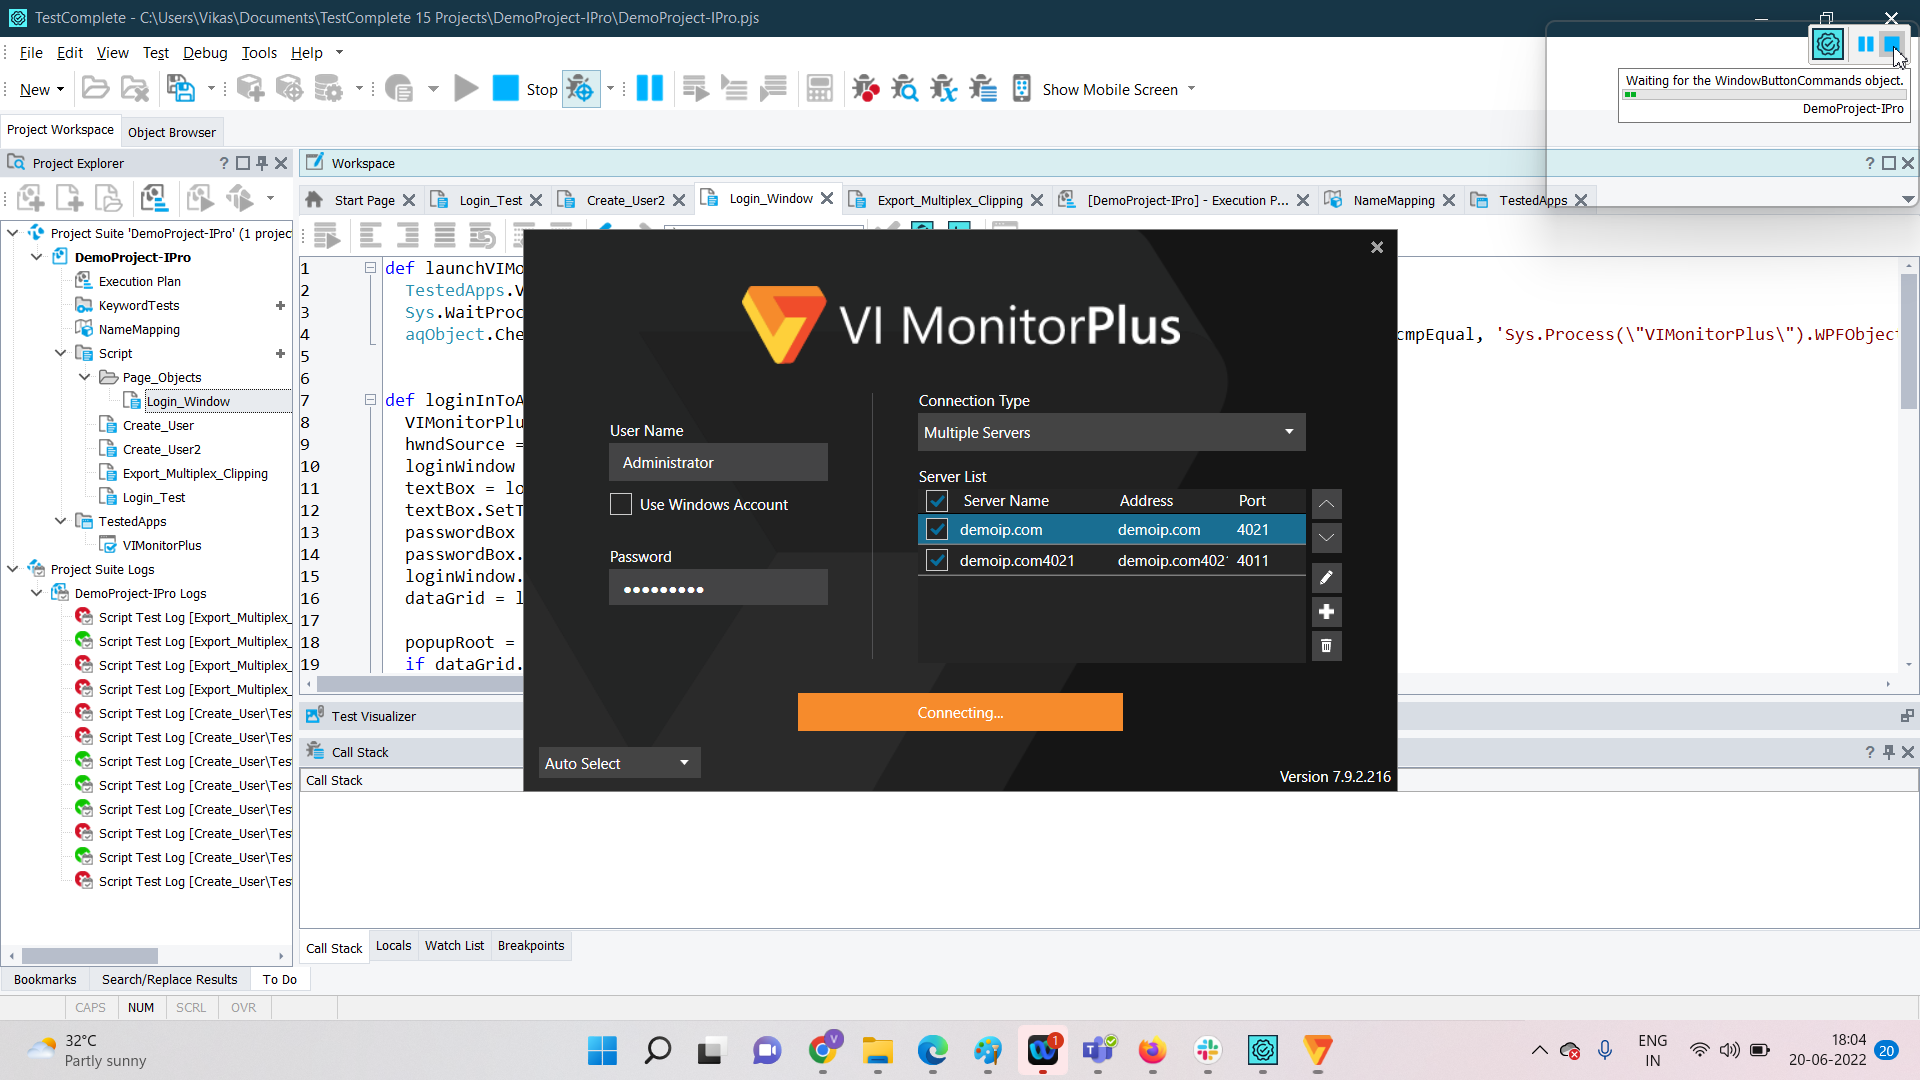 TestComplete - C:\Users\Vikas\Documents\TestComplete 15 Projects\DemoProject-IPro\DemoProject-IPro.pjs
File Edit View Test Debug Tools Help
New Stop Show Mobile Screen
Waiting for the WindowButtonCommands object.
DemoProject-IPro
Project Workspace Object Browser
Project Explorer
Workspace
Start Page Login_Test Create_User2 Login_Window Export_Multiplex_Clipping [DemoProject-IPro] - Execution P... NameMapping TestedApps
Project Suite 'DemoProject-IPro' (1 projec
DemoProject-IPro
Execution Plan
KeywordTests
NameMapping
Script
Page_Objects
Login_Window
Create_User
Create_User2
Export_Multiplex_Clipping
Login_Test
TestedApps
VIMonitorPlus
Project Suite Logs
DemoProject-IPro Logs
Script Test Log [Export_Multiplex_
Script Test Log [Export_Multiplex_
Script Test Log [Export_Multiplex_
Script Test Log [Export_Multiplex_
Script Test Log [Create_User\Tes
Script Test Log [Create_User\Tes
Script Test Log [Create_User\Tes
Script Test Log [Create_User\Tes
Script Test Log [Create_User\Tes
Script Test Log [Create_User\Tes
Script Test Log [Create_User\Tes
Script Test Log [Create_User\Tes
1 def launchVIMo
2 TestedApps.V
3 Sys.WaitProc
4 aqObject.Che cmpEqual, 'Sys.Process(\"VIMonitorPlus\").WPFObjec
5
6
7 def loginInToA
8 VIMonitorPlu
9 hwndSource =
10 loginWindow
11 textBox = lo
12 textBox.SetT
13 passwordBox
14 passwordBox.
15 loginWindow.
16 dataGrid = l
17
18 popupRoot =
19 if dataGrid.
VI MonitorPlus
User Name
Administrator
Use Windows Account
Password
Connection Type
Multiple Servers
Server List
Server Name Address Port
demoip.com demoip.com 4021
demoip.com4021 demoip.com402 4011
Connecting...
Auto Select
Version 7.9.2.216
Test Visualizer
Call Stack
Call Stack
Call Stack Locals Watch List Breakpoints
Bookmarks Search/Replace Results To Do
CAPS NUM SCRL OVR
32°C
Partly sunny
V
1
ENG
IN
18:04
20-06-2022
20